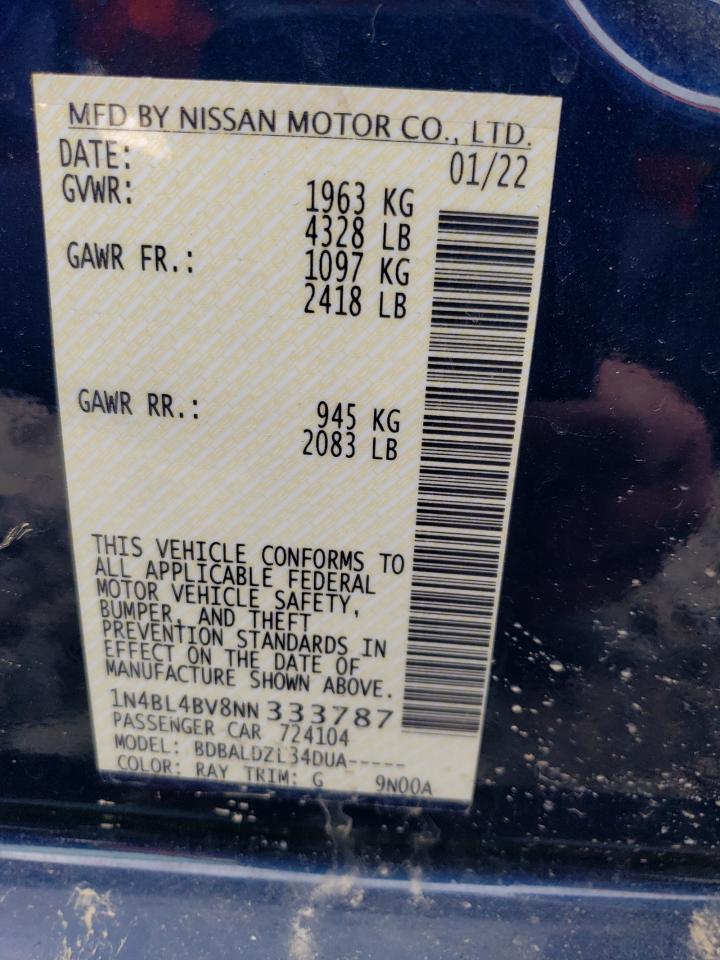 MFD BY NISSAN MOTOR CO., LTD.
DATE: 01/22
GVWR: 1963 KG
4328 LB
GAWR FR.: 1097 KG
2418 LB
GAWR RR.: 945 KG
2083 LB
THIS VEHICLE CONFORMS TO
ALL APPLICABLE FEDERAL
MOTOR VEHICLE SAFETY,
BUMPER, AND THEFT
PREVENTION STANDARDS IN
EFFECT ON THE DATE OF
MANUFACTURE SHOWN ABOVE.
1N4BL4BV8NN333787
PASSENGER CAR 724104
MODEL: BDBALDZL34DUA-----
COLOR: RAY TRIM: G 9N00A